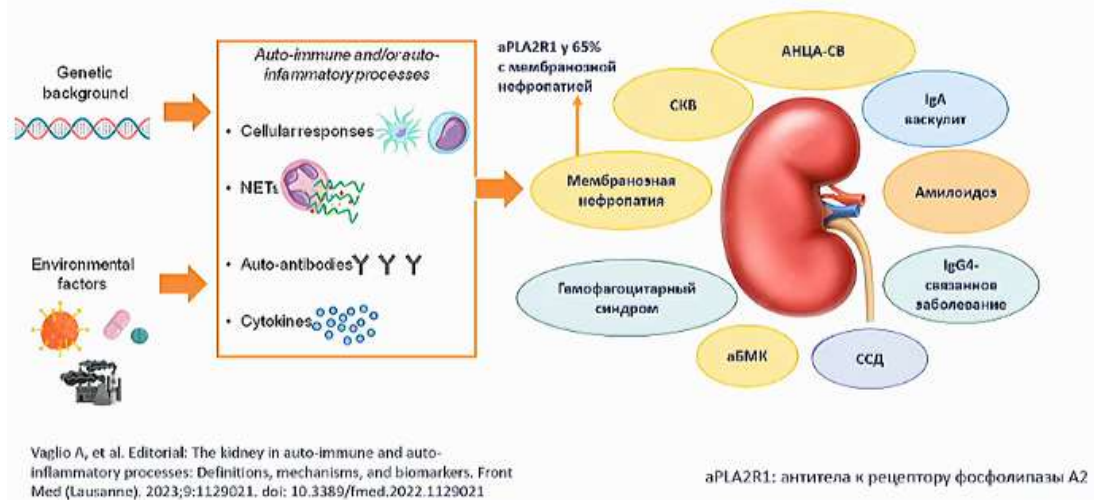 Genetic
background
Environmental
factors
Auto-immune and/or auto-
inflammatory processes
• Cellular responses
• NETs
• Auto-antibodies
• Cytokines
aPLA2R1 у 65%
с мембранозной
нефропатией
АНЦА-СВ
СКВ
IgA
васкулит
Мембранозная
нефропатия
Амилоидоз
Гемофагоцитарный
синдром
IgG4-
связанное
заболевание
аБМК
ССД
Vaglio A, et al. Editorial: The kidney in auto-immune and auto-
inflammatory processes: Definitions, mechanisms, and biomarkers. Front
Med (Lausanne). 2023;9:1129021. doi: 10.3389/fmed.2022.1129021
aPLA2R1: антитела к рецептору фосфолипазы А2